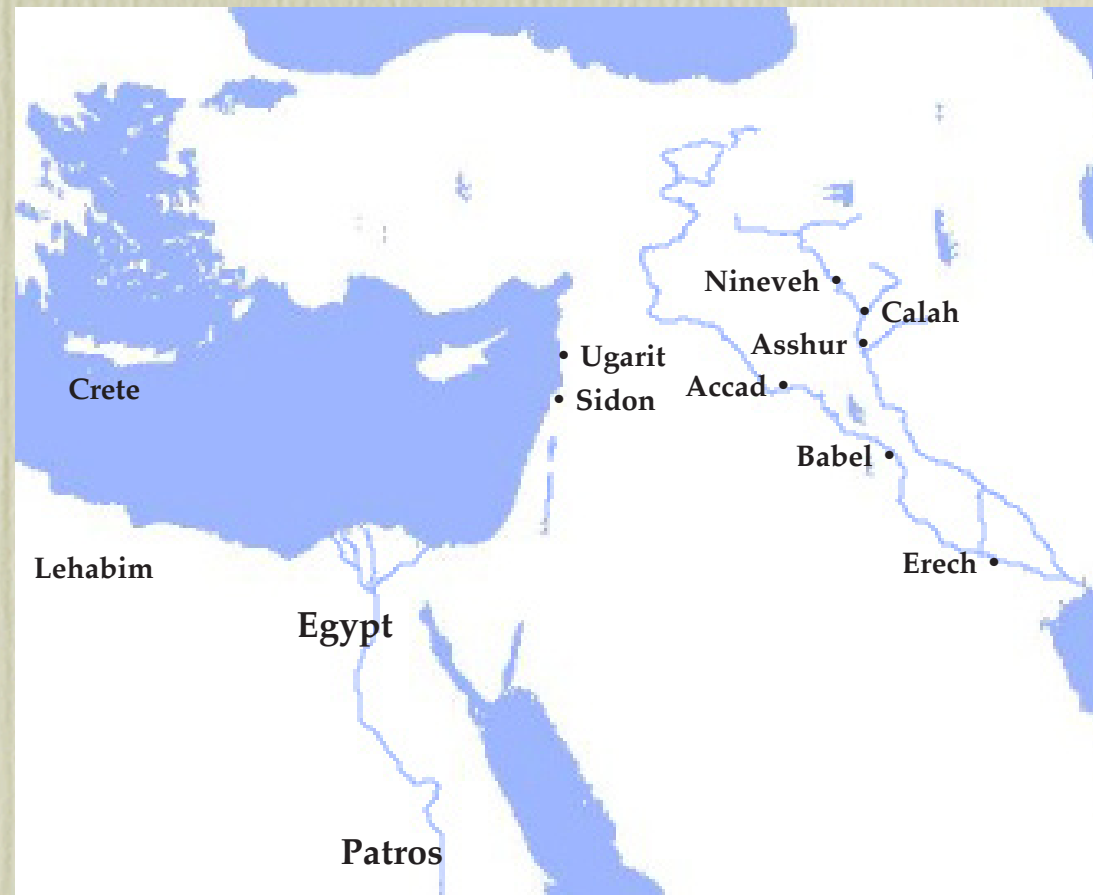 Nineveh
Calah
Asshur
Ugarit
Accad
Crete
Sidon
Babel
Erech
Lehabim
Egypt
Patros